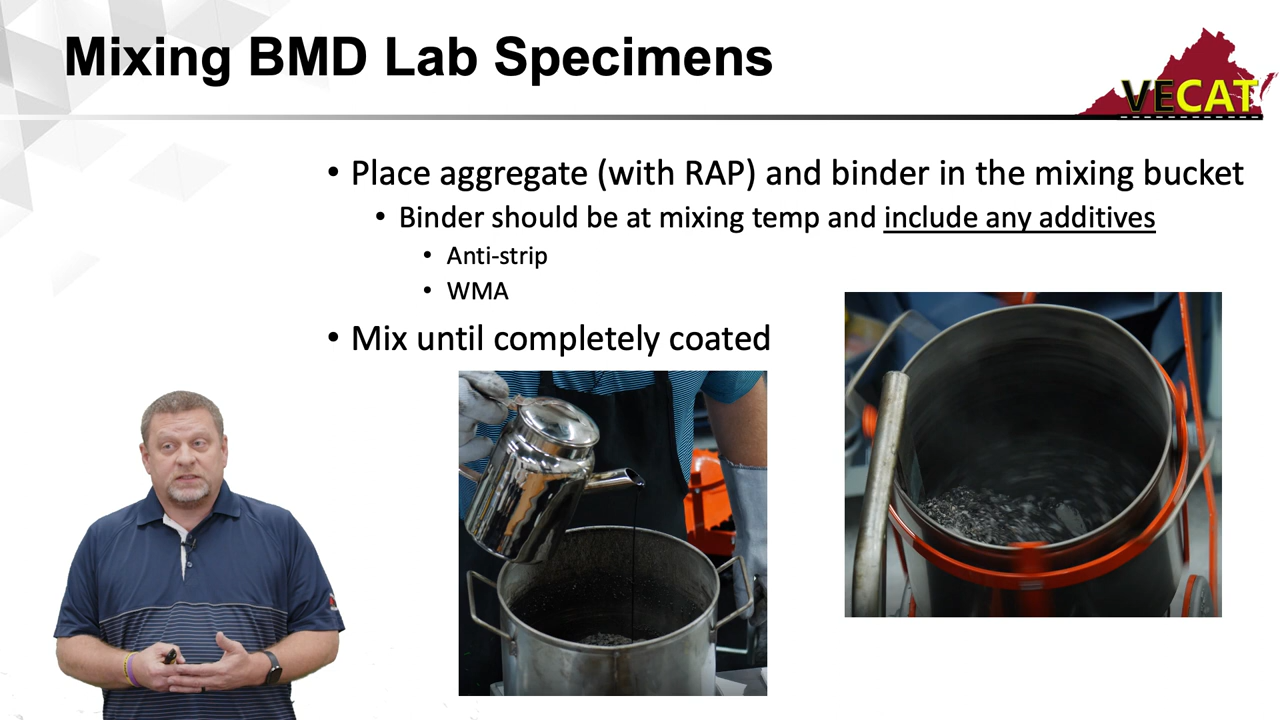 Mixing BMD Lab Specimens
VECAT
• Place aggregate (with RAP) and binder in the mixing bucket
• Binder should be at mixing temp and include any additives
• Anti-strip
• WMA
• Mix until completely coated